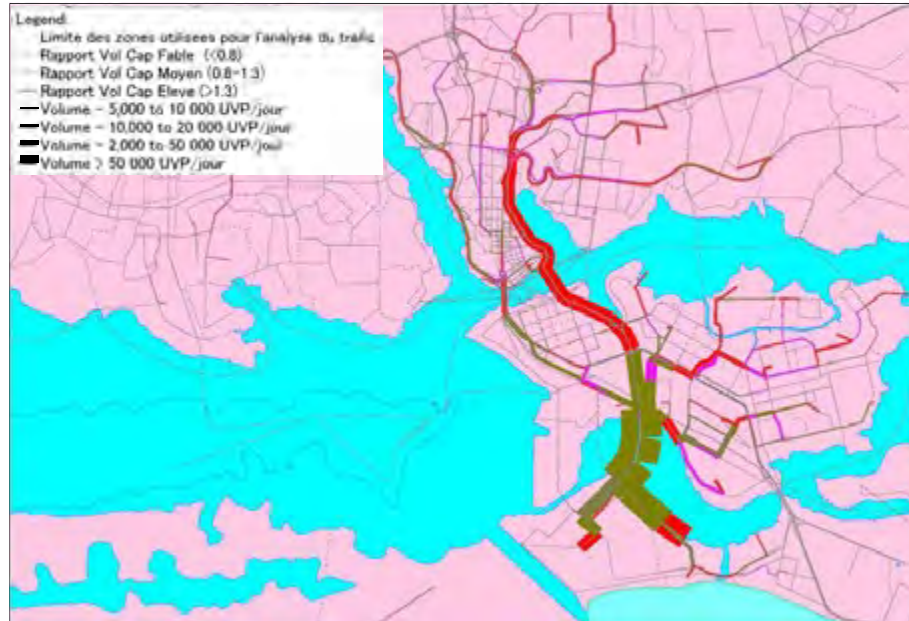 Legend:
Limite des zones utilisees pour l'analyse du trafic
Rapport Vol Cap Fable (<0.8)
Rapport Vol Cap Moyen (0.8-1.3)
Rapport Vol Cap Eleve (>1.3)
Volume - 5,000 to 10 000 UVP/jour
Volume - 10,000 to 20 000 UVP/jour
Volume - 2,000 to 50 000 UVP/jour
Volume > 50 000 UVP/jour